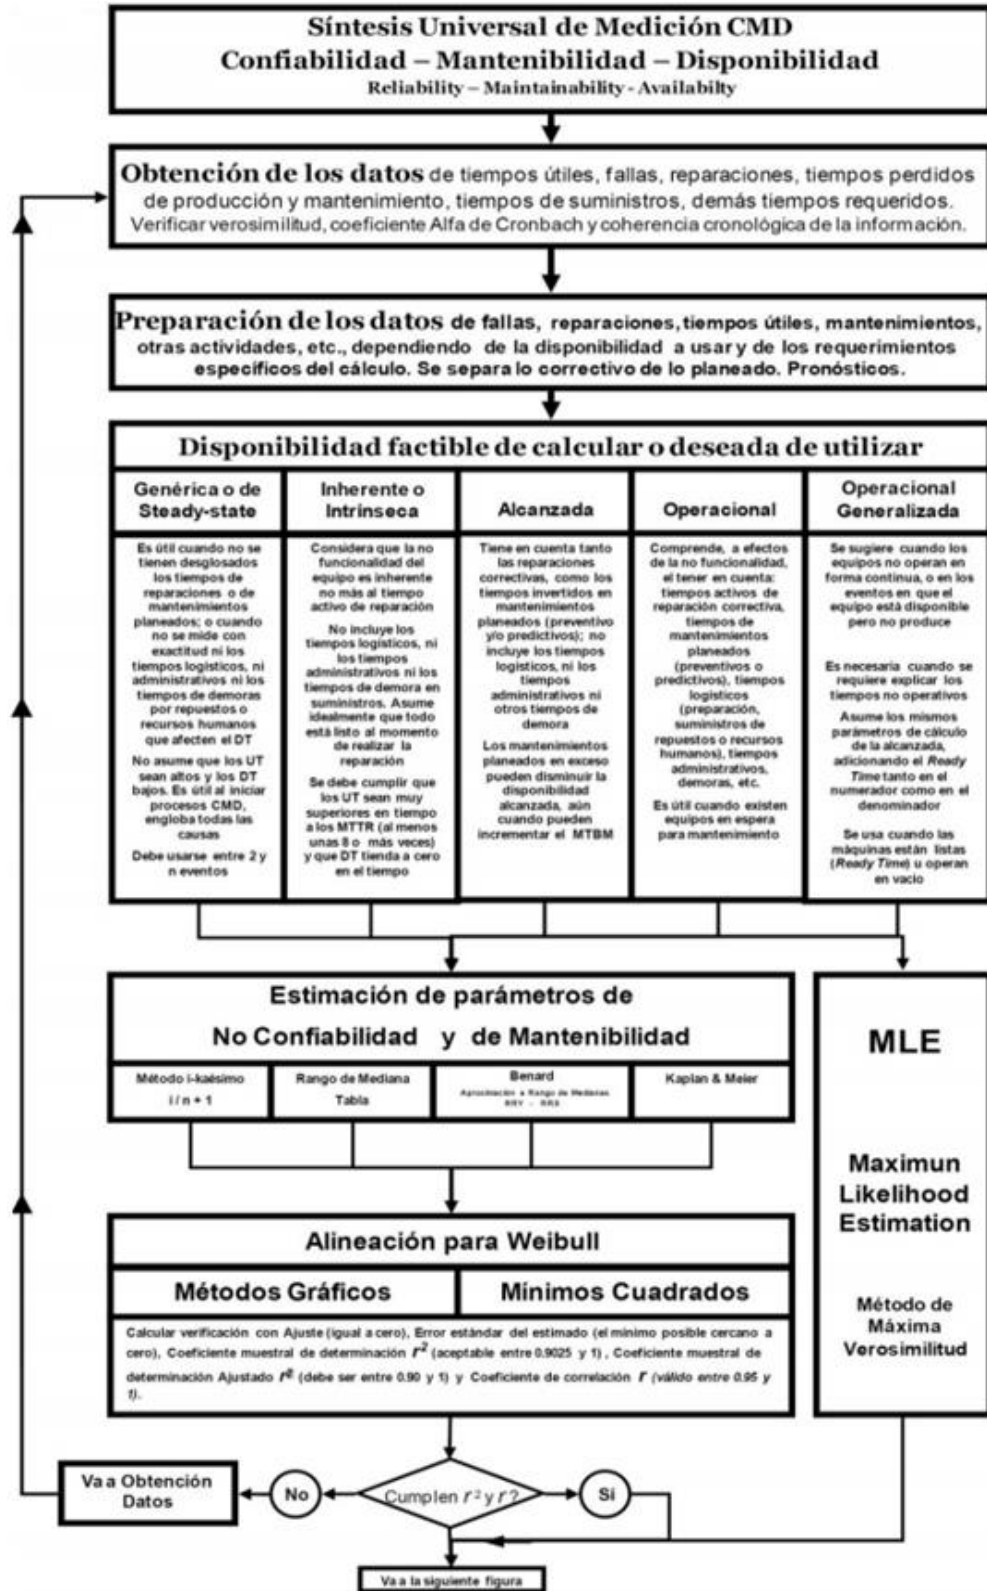 Síntesis Universal de Medición CMD
Confiabilidad – Mantenibilidad – Disponibilidad
Reliability – Maintainability - Availabilty
Obtención de los datos de tiempos útiles, fallas, reparaciones, tiempos perdidos
de producción y mantenimiento, tiempos de suministros, demás tiempos requeridos.
Verificar verosimilitud, coeficiente Alfa de Cronbach y coherencia cronológica de la información.
Preparación de los datos de fallas, reparaciones, tiempos útiles, mantenimientos,
otras actividades, etc., dependiendo de la disponibilidad a usar y de los requerimientos
específicos del cálculo. Se separa lo correctivo de lo planeado. Pronósticos.
Disponibilidad factible de calcular o deseada de utilizar
Genérica o de
Steady-state
Es útil cuando no se
tienen desglosados
los tiempos de
reparaciones o de
mantenimientos
planeados; o cuando
no se mide con
exactitud ni los
tiempos logísticos, ni
administrativos ni los
tiempos de demoras
por repuestos o
recursos humanos
que afecten el DT
No asume que los UT
sean altos y los DT
bajos. Es útil al iniciar
procesos CMD,
engloba todas las
causas
Debe usarse entre 2 y
n eventos
Inherente o
Intrínseca
Considera que la no
funcionalidad del
equipo es inherente
no más al tiempo
activo de reparación
No incluye los
tiempos logísticos, ni
los tiempos
administrativos ni los
tiempos de demora en
suministros. Asume
idealmente que todo
está listo al momento
de realizar la
reparación
Se debe cumplir que
los UT sean muy
superiores en tiempo
a los MTTR (al menos
unas 8 o más veces)
y que DT tienda a cero
en el tiempo
Alcanzada
Tiene en cuenta tanto
las reparaciones
correctivas, como los
tiempos invertidos en
mantenimientos
planeados (preventivo
y/o predictivos); no
incluye los tiempos
logísticos, ni los
tiempos
administrativos ni
otros tiempos de
demora
Los mantenimientos
planeados en exceso
pueden disminuir la
disponibilidad
alcanzada, aún
cuando pueden
incrementar el MTBM
Operacional
Comprende, a efectos
de la no funcionalidad,
el tener en cuenta:
tiempos activos de
reparación correctiva,
tiempos de
mantenimientos
planeados
(preventivos o
predictivos), tiempos
logísticos
(preparación,
suministros de
repuestos o recursos
humanos), tiempos
administrativos,
demoras, etc.
Es útil cuando existen
equipos en espera
para mantenimiento
Operacional
Generalizada
Se sugiere cuando los
equipos no operan en
forma continua, o en los
eventos en que el
equipo está disponible
pero no produce
Es necesaria cuando se
requiere explicar los
tiempos no operativos
Asume los mismos
parámetros de cálculo
de la alcanzada,
adicionando el Ready
Time tanto en el
numerador como en el
denominador
Se usa cuando las
máquinas están listas
(Ready Time) u operan
en vacio
Estimación de parámetros de
No Confiabilidad y de Mantenibilidad
Método i-kaésimo
i / n + 1
Rango de Mediana
Tabla
Benard
Aproximación a Rango de Medianas
RRY - RRX
Kaplan & Meier
MLE
Maximun
Likelihood
Estimation
Método de
Máxima
Verosimilitud
Alineación para Weibull
Métodos Gráficos
Mínimos Cuadrados
Calcular verificación con Ajuste (igual a cero), Error estándar del estimado (el mínimo posible cercano a
cero), Coeficiente muestral de determinación r² (aceptable entre 0.9025 y 1) , Coeficiente muestral de
determinación Ajustado r² (debe ser entre 0.90 y 1) y Coeficiente de correlación r (válido entre 0.95 y
1).
Va a Obtención
Datos
No
Cumplen r² y r ?
Sí
Va a la siguiente figura